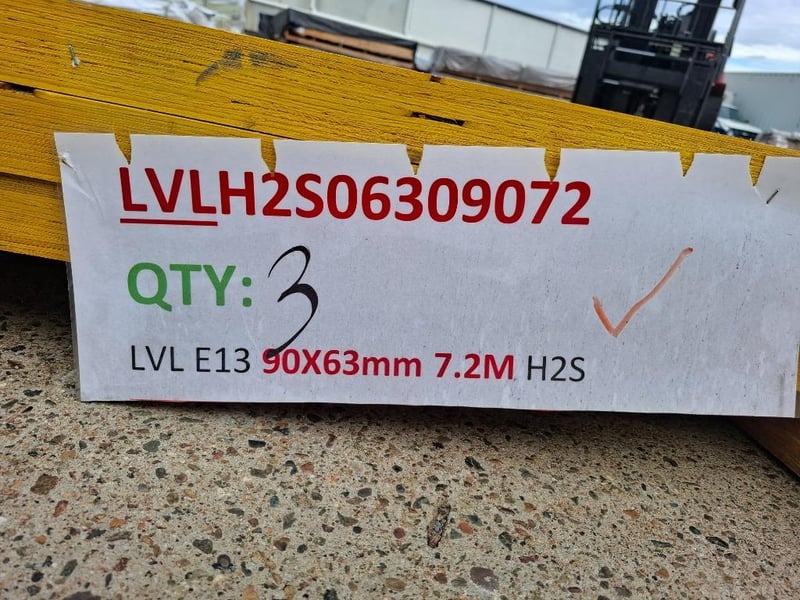 LVLH2S06309072
QTY: 3
LVL E13 90X63mm 7.2M H2S